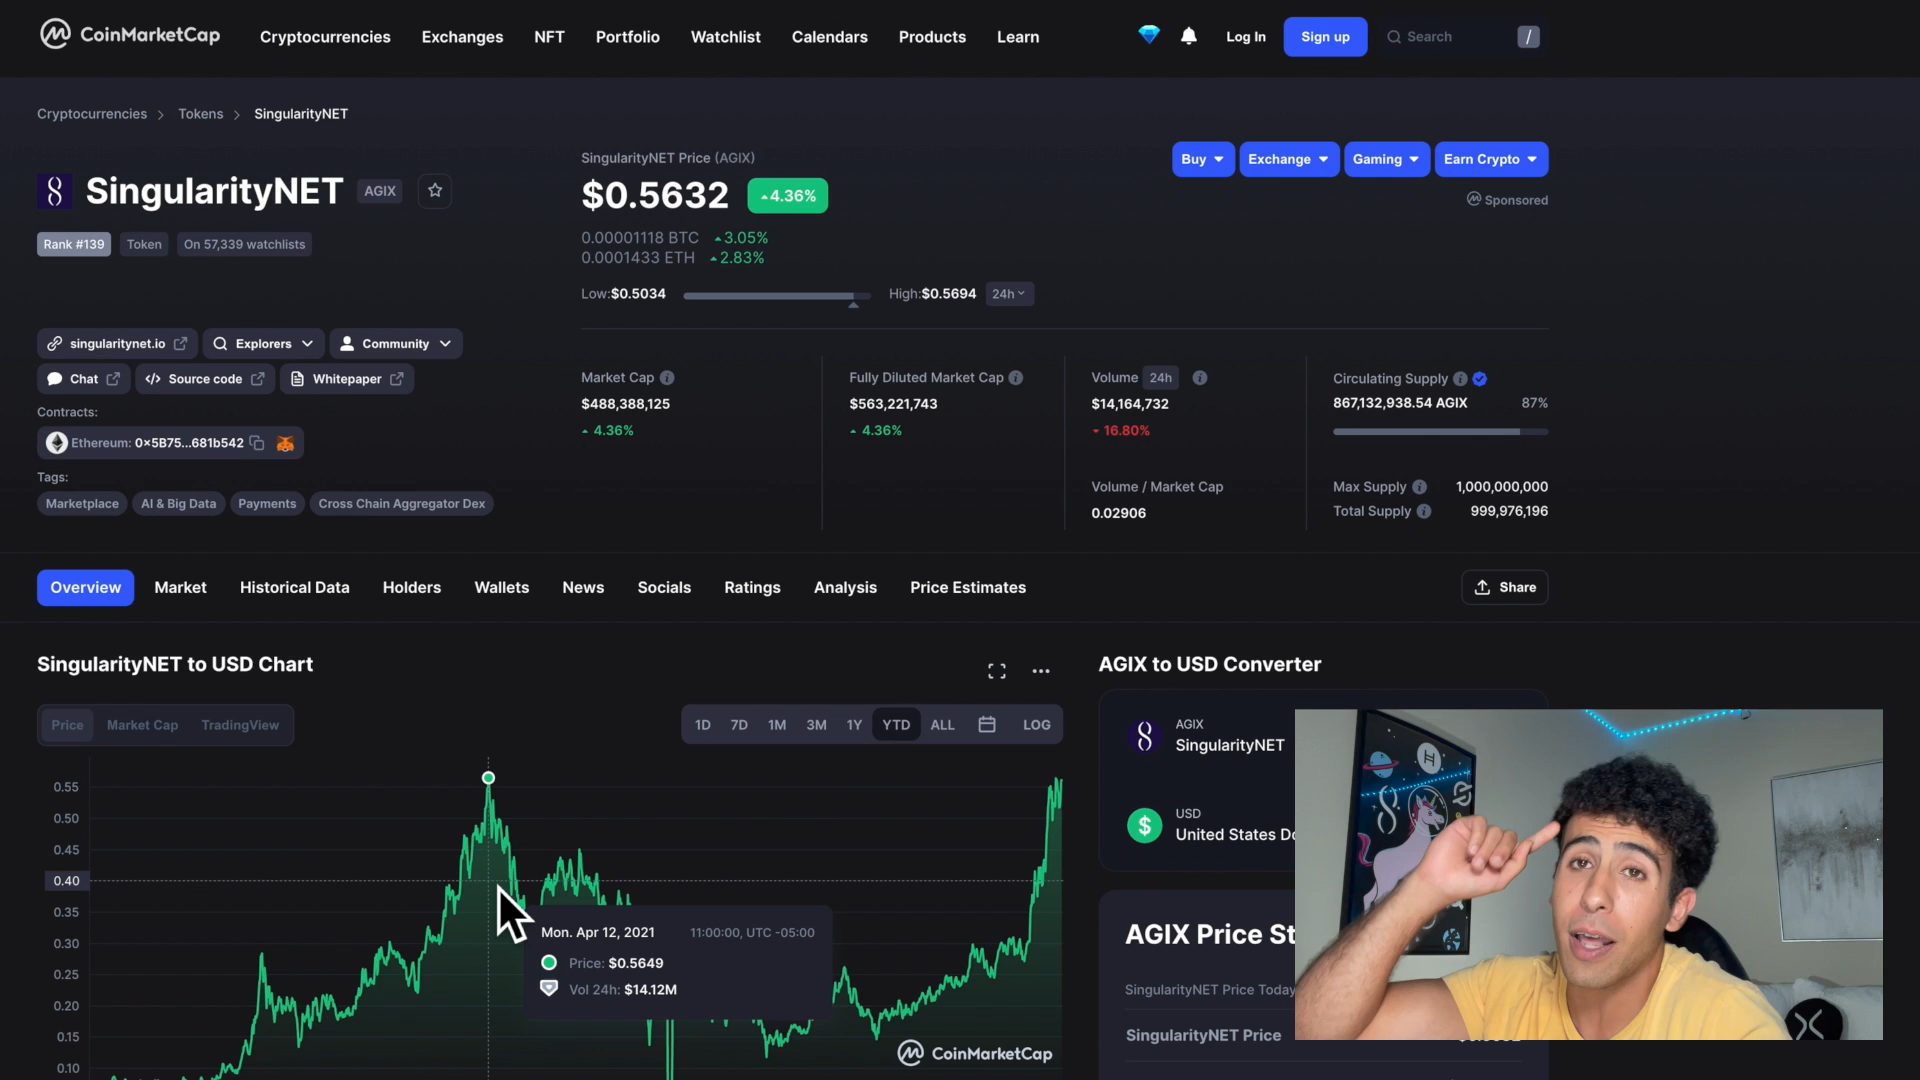 CoinMarketCap Cryptocurrencies Exchanges NFT Portfolio Watchlist Calendars Products Learn Log In Sign up Search /
Cryptocurrencies > Tokens > SingularityNET
SingularityNET AGIX
Rank #139 Token On 57,339 watchlists
singularitynet.io Explorers Community
Chat Source code Whitepaper
Contracts:
Ethereum: 0×5B75...681b542
Tags:
Marketplace AI & Big Data Payments Cross Chain Aggregator Dex
SingularityNET Price (AGIX)
$0.5632 4.36%
0.00001118 BTC 3.05%
0.0001433 ETH 2.83%
Low:$0.5034 High:$0.5694 24h
Buy Exchange Gaming Earn Crypto
Sponsored
Market Cap
$488,388,125
4.36%
Fully Diluted Market Cap
$563,221,743
4.36%
Volume 24h
$14,164,732
16.80%
Volume / Market Cap
0.02906
Circulating Supply
867,132,938.54 AGIX 87%
Max Supply 1,000,000,000
Total Supply 999,976,196
Overview Market Historical Data Holders Wallets News Socials Ratings Analysis Price Estimates Share
SingularityNET to USD Chart
Price Market Cap TradingView 1D 7D 1M 3M 1Y YTD ALL LOG
0.55
0.50
0.45
0.40
0.35
0.30
0.25
0.20
0.15
0.10
Mon. Apr 12, 2021 11:00:00, UTC -05:00
Price: $0.5649
Vol 24h: $14.12M
CoinMarketCap
AGIX to USD Converter
AGIX
SingularityNET
USD
United States Do
AGIX Price St
SingularityNET Price Today
SingularityNET Price